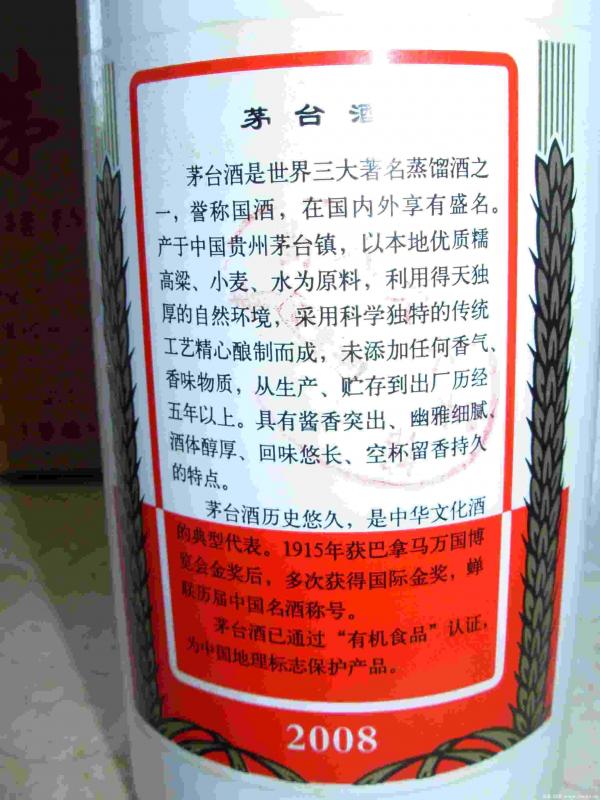 茅台酒
茅台酒是世界三大著名蒸馏酒之
一，誉称国酒，在国内外享有盛名。
产于中国贵州茅台镇，以本地优质糯
高粱、小麦、水为原料，利用得天独
厚的自然环境，采用科学独特的传统
工艺精心酿制而成，未添加任何香气、
香味物质，从生产、贮存到出厂历经
五年以上。具有酱香突出、幽雅细腻、
酒体醇厚、回味悠长、空杯留香持久
的特点。
茅台酒历史悠久，是中华文化酒
的典型代表。1915年获巴拿马万国博
览会金奖后，多次获得国际金奖，蝉
联历届中国名酒称号。
茅台酒已通过“有机食品”认证，
为中国地理标志保护产品。
2008